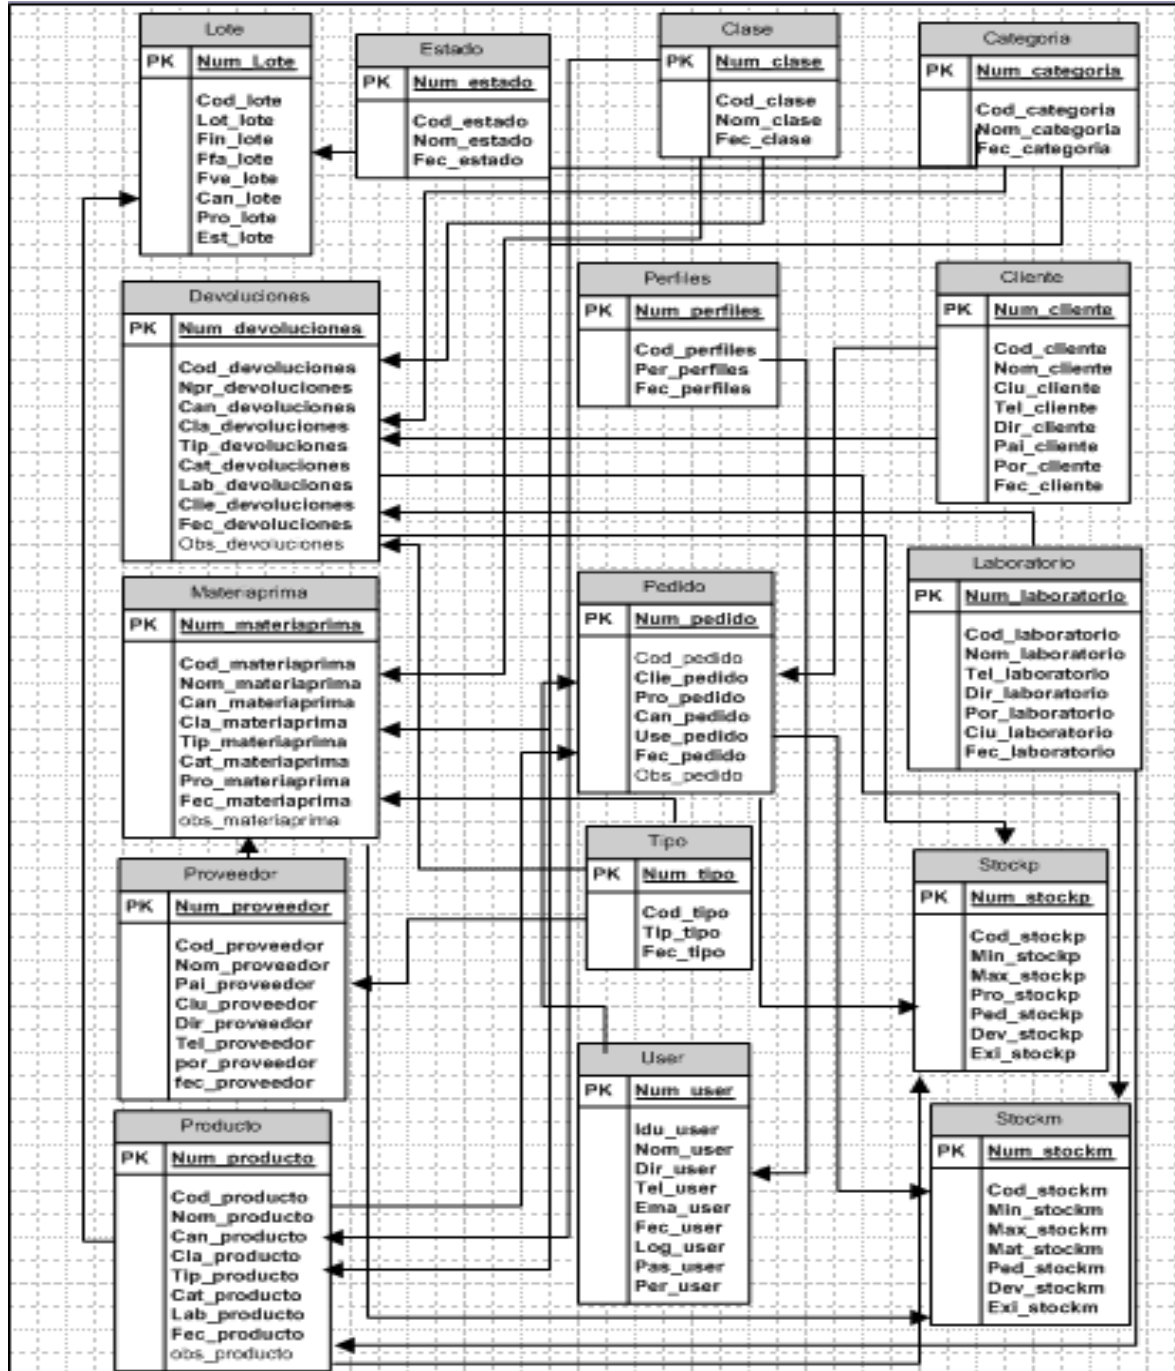 Lote
PK Num_Lote
Cod_lote
Lot_lote
Fin_lote
Ffa_lote
Fve_lote
Can_lote
Pro_lote
Est_lote
Estado
PK Num_estado
Cod_estado
Nom_estado
Fec_estado
Clase
PK Num_clase
Cod_clase
Nom_clase
Fec_clase
Categoria
PK Num_categoria
Cod_categoria
Nom_categoria
Fec_categoria
Devoluciones
PK Num_devoluciones
Cod_devoluciones
Npr_devoluciones
Can_devoluciones
Cla_devoluciones
Tip_devoluciones
Cat_devoluciones
Lab_devoluciones
Clie_devoluciones
Fec_devoluciones
Obs_devoluciones
Perfiles
PK Num_perfiles
Cod_perfiles
Per_perfiles
Fec_perfiles
Cliente
PK Num_cliente
Cod_cliente
Nom_cliente
Ciu_cliente
Tel_cliente
Dir_cliente
Pai_cliente
Por_cliente
Fec_cliente
Materiaprima
PK Num_materiaprima
Cod_materiaprima
Nom_materiaprima
Can_materiaprima
Cla_materiaprima
Tip_materiaprima
Cat_materiaprima
Pro_materiaprima
Fec_materiaprima
obs_materiaprima
Pedido
PK Num_pedido
Cod_pedido
Clie_pedido
Pro_pedido
Can_pedido
Use_pedido
Fec_pedido
Obs_pedido
Laboratorio
PK Num_laboratorio
Cod_laboratorio
Nom_laboratorio
Tel_laboratorio
Dir_laboratorio
Por_laboratorio
Ciu_laboratorio
Fec_laboratorio
Proveedor
PK Num_proveedor
Cod_proveedor
Nom_proveedor
Pai_proveedor
Ciu_proveedor
Dir_proveedor
Tel_proveedor
por_proveedor
fec_proveedor
Tipo
PK Num_tipo
Cod_tipo
Tip_tipo
Fec_tipo
Stockp
PK Num_stockp
Cod_stockp
Min_stockp
Max_stockp
Pro_stockp
Ped_stockp
Dev_stockp
Exi_stockp
Producto
PK Num_producto
Cod_producto
Nom_producto
Can_producto
Cla_producto
Tip_producto
Cat_producto
Lab_producto
Fec_producto
obs_producto
User
PK Num_user
Idu_user
Nom_user
Dir_user
Tel_user
Ema_user
Fec_user
Log_user
Pas_user
Per_user
Stockm
PK Num_stockm
Cod_stockm
Min_stockm
Max_stockm
Mat_stockm
Ped_stockm
Dev_stockm
Exi_stockm